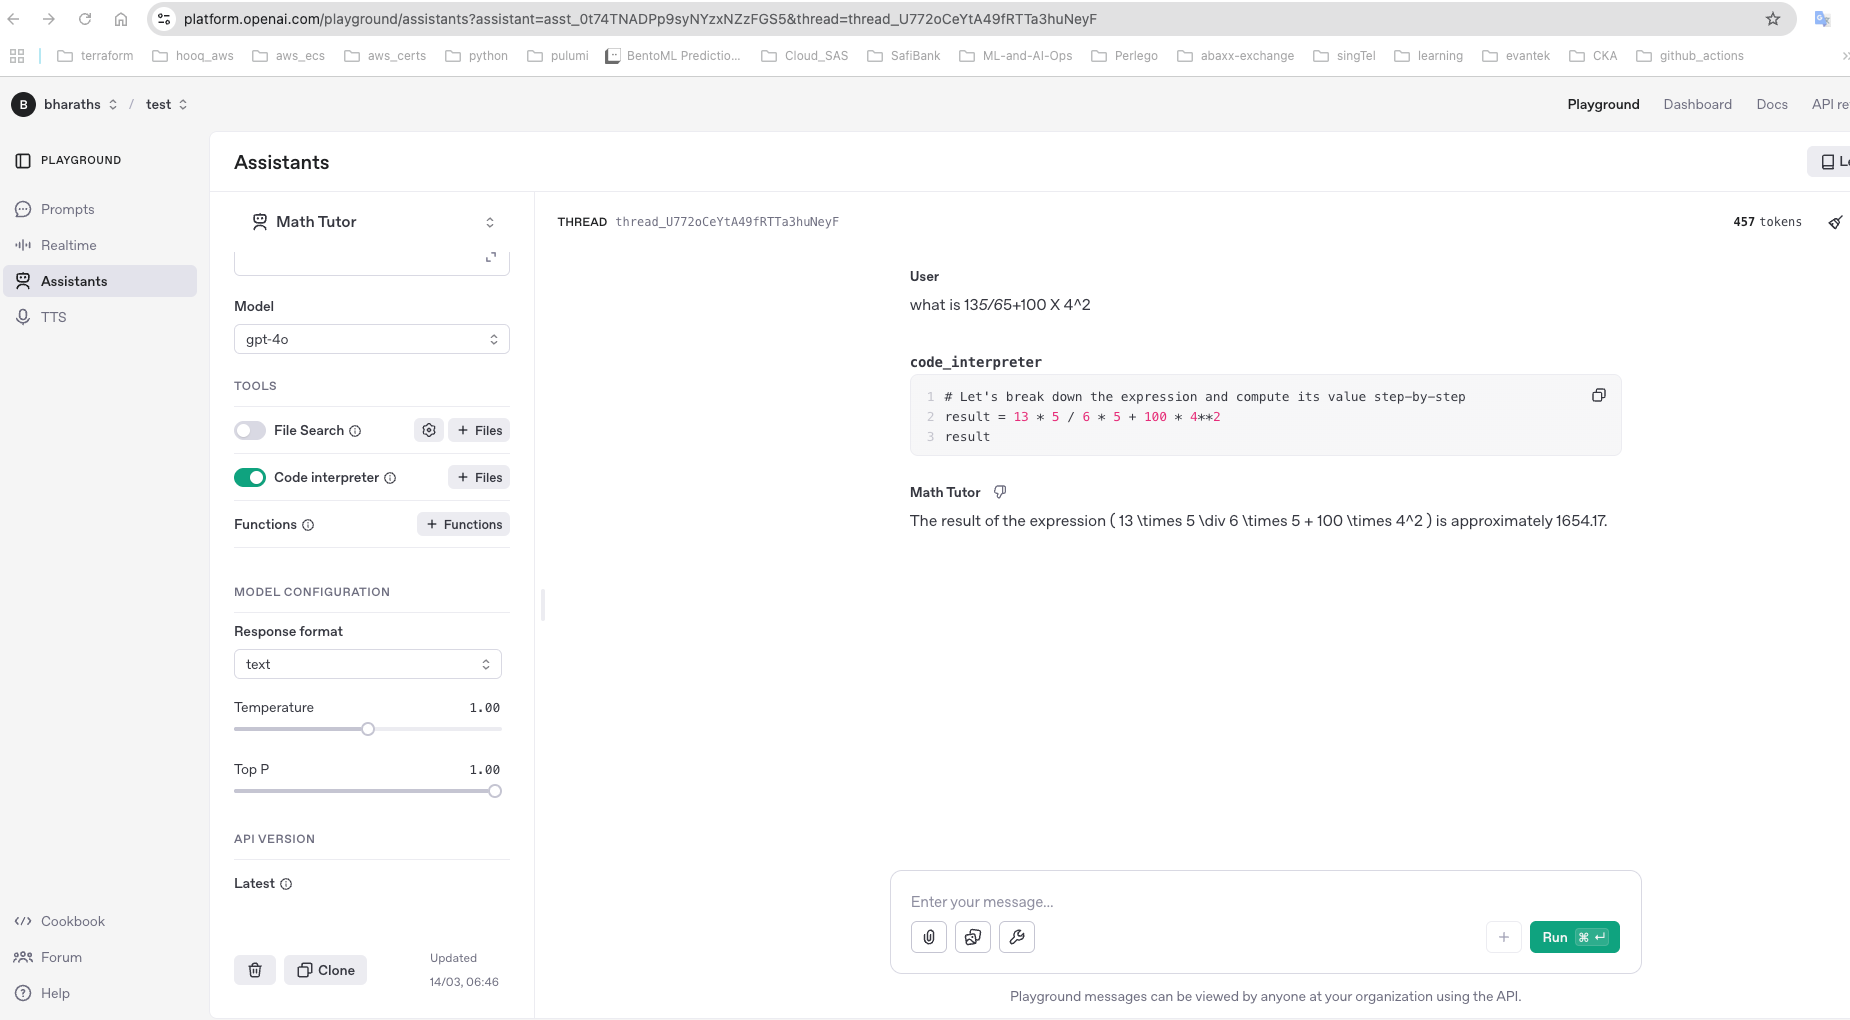 platform.openai.com/playground/assistants?assistant=asst_0t74TNADPp9syNYzxNZzFGS5&thread=thread_U772oCeYtA49fRTTa3huNeyF
terraform hooq_aws aws_ecs aws_certs python pulumi BentoML Predictio... Cloud_SAS SafiBank ML-and-AI-Ops Perlego abaxx-exchange singTel learning evantek CKA github_actions
B bharaths / test
Playground Dashboard Docs API re
PLAYGROUND
Prompts
Realtime
Assistants
TTS
Cookbook
Forum
Help
Assistants
Le
Math Tutor
Model
gpt-4o
TOOLS
File Search + Files
Code interpreter + Files
Functions + Functions
MODEL CONFIGURATION
Response format
text
Temperature 1.00
Top P 1.00
API VERSION
Latest
Clone
Updated
14/03, 06:46
THREAD thread_U772oCeYtA49fRTTa3huNeyF
457 tokens
User
what is 135/65+100 X 4^2
code_interpreter
1 # Let's break down the expression and compute its value step-by-step
2 result = 13 * 5 / 6 * 5 + 100 * 4**2
3 result
Math Tutor
The result of the expression ( 13 \times 5 \div 6 \times 5 + 100 \times 4^2 ) is approximately 1654.17.
Enter your message...
+ Run ⌘ ↵
Playground messages can be viewed by anyone at your organization using the API.